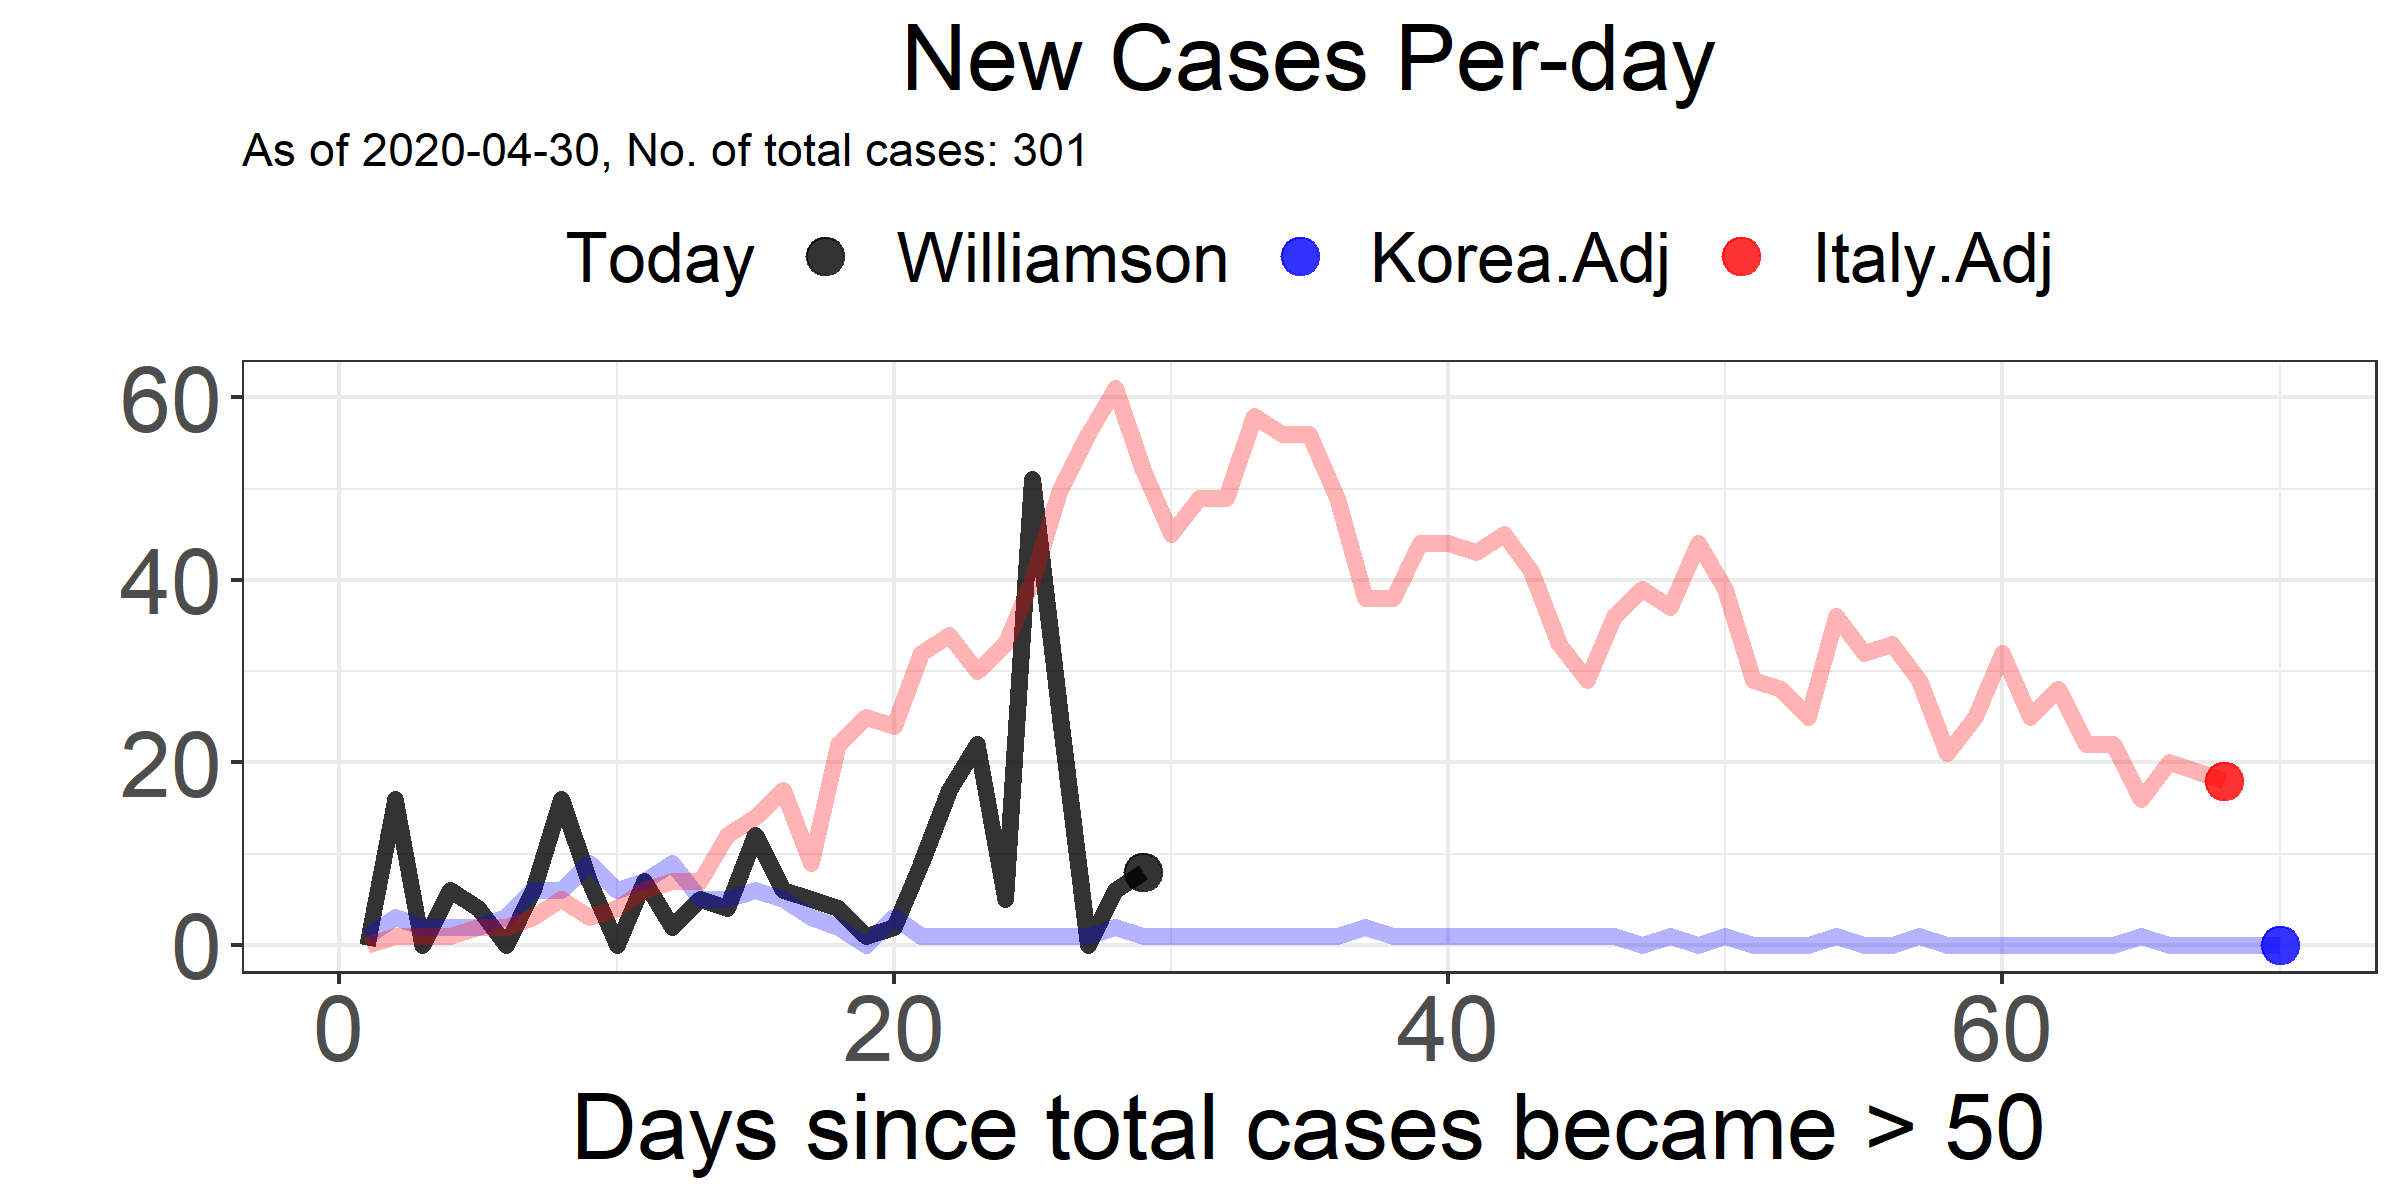 New Cases Per-day
As of 2020-04-30, No. of total cases: 301
Today Williamson Korea.Adj Italy.Adj
60
40
20
0
0 20 40 60
Days since total cases became > 50